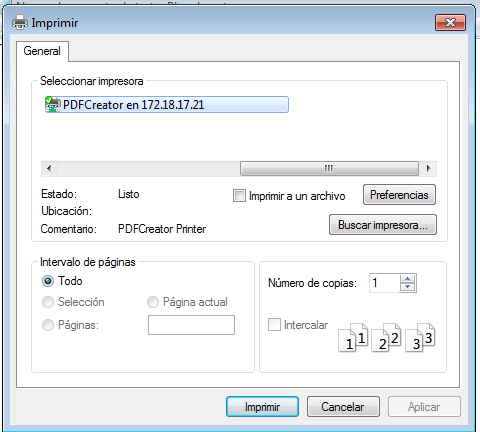 Imprimir
General
Seleccionar impresora
PDFCreator en 172.18.17.21
Estado: Listo
Imprimir a un archivo
Preferencias
Ubicación:
Comentario: PDFCreator Printer
Buscar impresora...
Intervalo de páginas
Todo
Selección
Página actual
Páginas:
Número de copias: 1
Intercalar
1 1 2 2 3 3
Imprimir
Cancelar
Aplicar